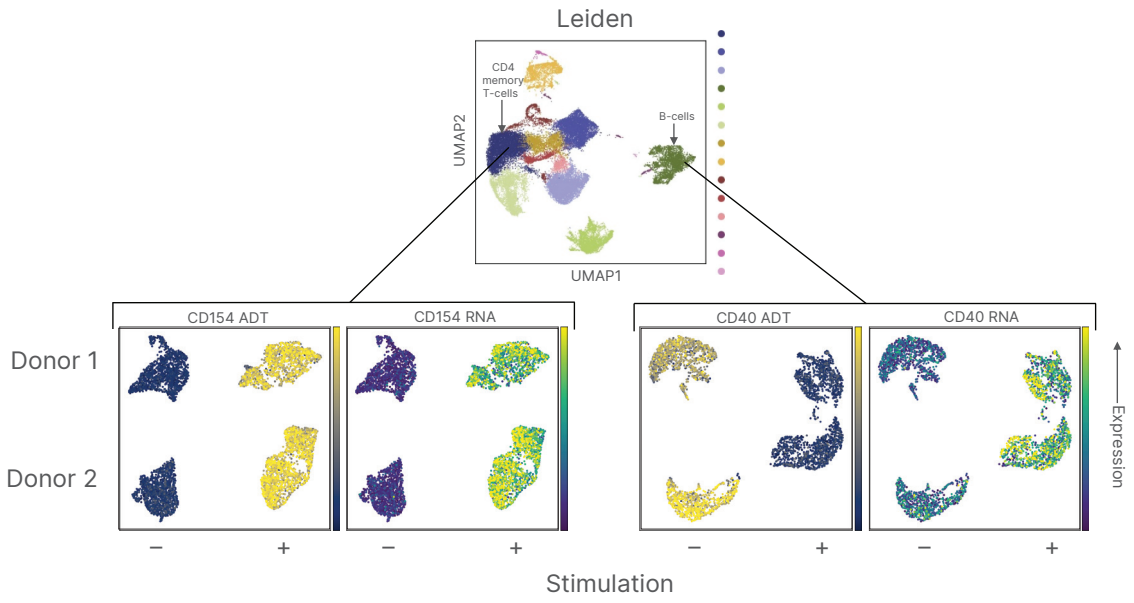 Leiden
CD4
memory
T-cells
B-cells
UMAP2
UMAP1
CD154 ADT
CD154 RNA
CD40 ADT
CD40 RNA
Donor 1
Donor 2
Expression
− +
− +
− +
− +
Stimulation